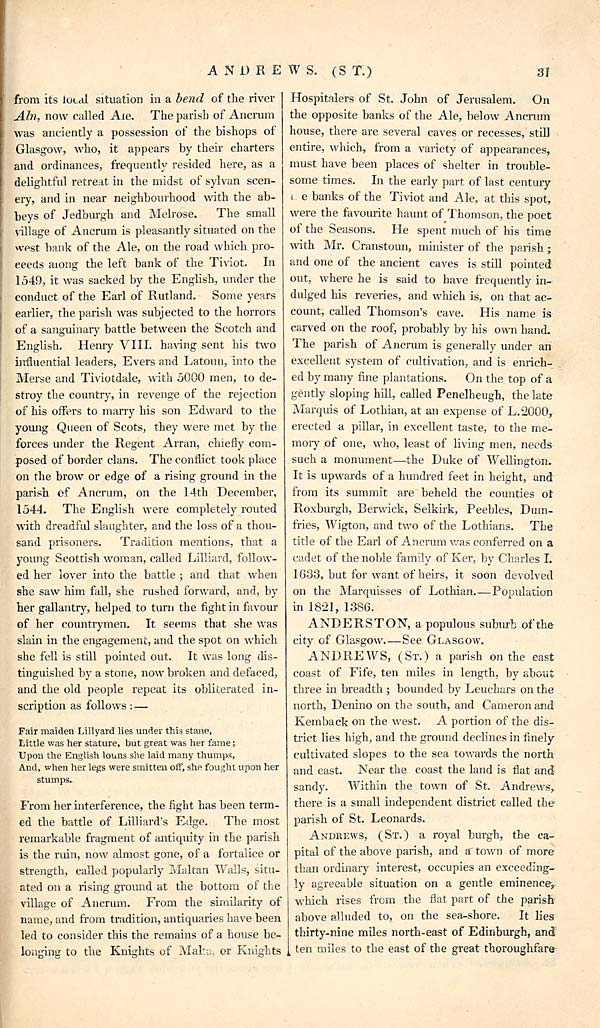 ANDREWS. (ST.)
31
from its local situation in a bend of the river
Aln, now called Ale. The parish of Ancrum
was anciently a possession of the bishops of
Glasgow, who, it appears by their charters
and ordinances, frequently resided here, as a
delightful retreat in the midst of sylvan scen-
ery, and in near neighbourhood with the ab-
beys of Jedburgh and Melrose. The small
village of Ancrum is pleasantly situated on the
west bank of the Ale, on the road which pro-
ceeds along the left bank of the Tiviot. In
1549, it was sacked by the English, under the
conduct of the Earl of Rutland. Some years
earlier, the parish was subjected to the horrors
of a sanguinary battle between the Scotch and
English. Henry VIII. having sent his two
influential leaders, Evers and Latoun, into the
Merse and Tiviotdale, with 5000 men, to de-
stroy the country, in revenge of the rejection
of his offers to marry his son Edward to the
young Queen of Scots, they were met by the
forces under the Regent Arran, chiefly com-
posed of border clans. The conflict took place
on the brow or edge of a rising ground in the
parish of Ancrum, on the 14th December,
1544. The English were completely routed
with dreadful slaughter, and the loss of a thou-
sand prisoners. Tradition mentions, that a
young Scottish woman, called Lilliard, follow-
ed her lover into the battle; and that when
she saw him fall, she rushed forward, and, by
her gallantry, helped to turn the fight in favour
of her countrymen. It seems that she was
slain in the engagement, and the spot on which
she fell is still pointed out. It was long dis-
tinguished by a stone, now broken and defaced,
and the old people repeat its obliterated in-
scription as follows:—
Fair maiden Lillyard lies under this stane,
Little was her stature, but great was her fame;
Upon the English louns she laid many thumps,
And, when her legs were smitten off, she fought upon her
stumps.
From her interference, the fight has been term-
ed the battle of Lilliard's Edge. The most
remarkable fragment of antiquity in the parish
is the ruin, now almost gone, of a fortalice or
strength, called popularly Maltan Walls, situ-
ated on a rising ground at the bottom of the
village of Ancrum. From the similarity of
name, and from tradition, antiquaries have been
led to consider this the remains of a house be-
longing to the Knights of Malta, or Knights
Hospitalers of St. John of Jerusalem. On
the opposite banks of the Ale, below Ancrum
house, there are several caves or recesses, still
entire, which, from a variety of appearances,
must have been places of shelter in trouble-
some times. In the early part of last century
e banks of the Tiviot and Ale, at this spot,
were the favourite haunt of Thomson, the poet
of the Seasons. He spent much of his time
with Mr. Cranstoun, minister of the parish;
and one of the ancient caves is still pointed
out, where he is said to have frequently in-
dulged his reveries, and which is, on that ac-
count, called Thomson's cave. His name is
carved on the roof, probably by his own hand.
The parish of Ancrum is generally under an
excellent system of cultivation, and is enrich-
ed by many fine plantations. On the top of a
gently sloping hill, called Penelheugh, the late
Marquis of Lothian, at an expense of L.2000,
erected a pillar, in excellent taste, to the me-
mory of one, who, least of living men, needs
such a monument—the Duke of Wellington.
It is upwards of a hundred feet in height, and
from its summit are beheld the counties of
Roxburgh, Berwick, Selkirk, Peebles, Dum-
fries, Wigton, and two of the Lothians. The
title of the Earl of Ancrum was conferred on a
cadet of the noble family of Ker, by Charles I.
1633, but for want of heirs, it soon devolved
on the Marquisses of Lothian.—Population
in 1821, 1386.
ANDERSTON, a populous suburb of the
city of Glasgow.—See GLASGOW.
ANDREWS, (ST.) a parish on the east
coast of Fife, ten miles in length, by about
three in breadth; bounded by Leuchars on the
north, Denino on the south, and Cameron and
Kemback on the west. A portion of the dis-
trict lies high, and the ground declines in finely
cultivated slopes to the sea towards the north
and east. Near the coast the land is flat and
sandy. Within the town of St. Andrews,
there is a small independent district called the
parish of St. Leonards.
ANDREWS, (ST.) a royal burgh, the ca-
pital of the above parish, and a town of more
than ordinary interest, occupies an exceeding-
ly agreeable situation on a gentle eminence,
which rises from the flat part of the parish
above alluded to, on the sea-shore. It lies
thirty-nine miles north-east of Edinburgh, and
ten miles to the east of the great thoroughfare